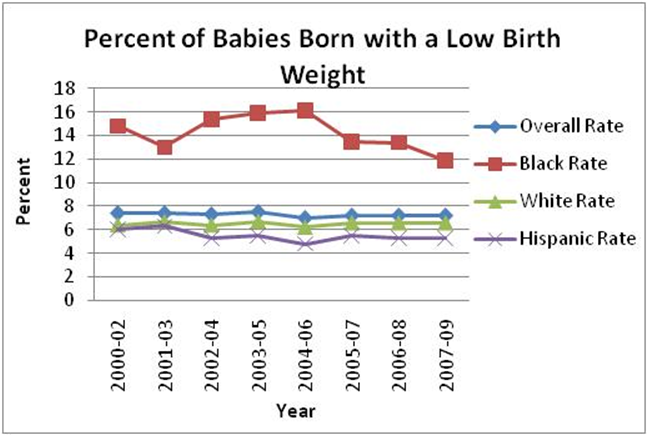 Percent of Babies Born with a Low Birth
Weight
18
16
14
12
10
8
6
4
2
0
Percent
2000-02
2001-03
2002-04
2003-05
2004-06
2005-07
2006-08
2007-09
Year
Overall Rate
Black Rate
White Rate
Hispanic Rate